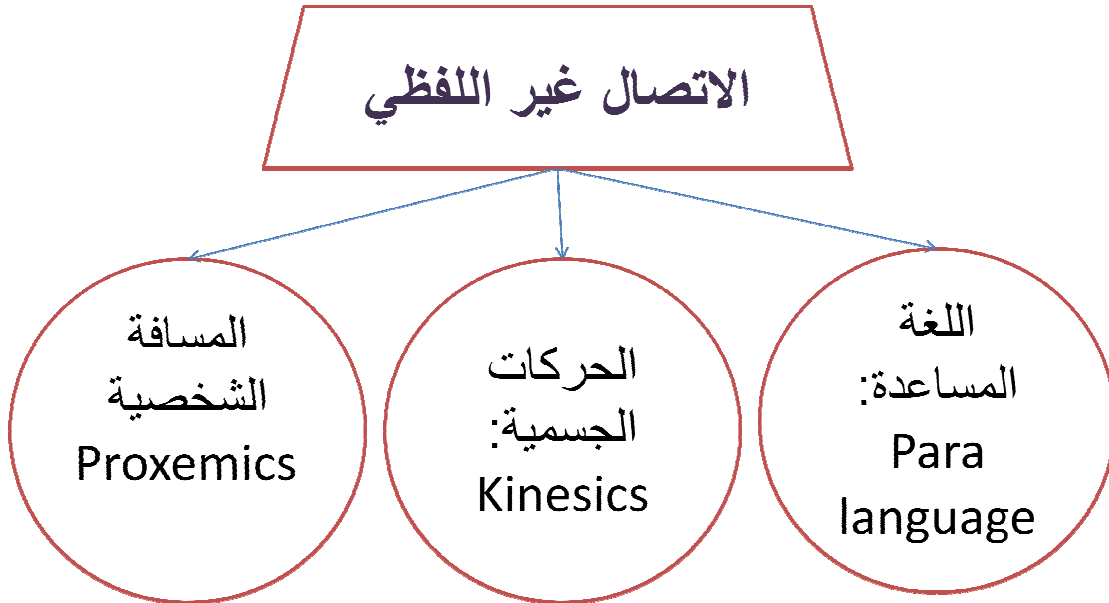 الاتصال غير اللفظي
اللغة
المساعدة:
Para
language
الحركات
الجسمية:
Kinesics
المسافة
الشخصية
Proxemics